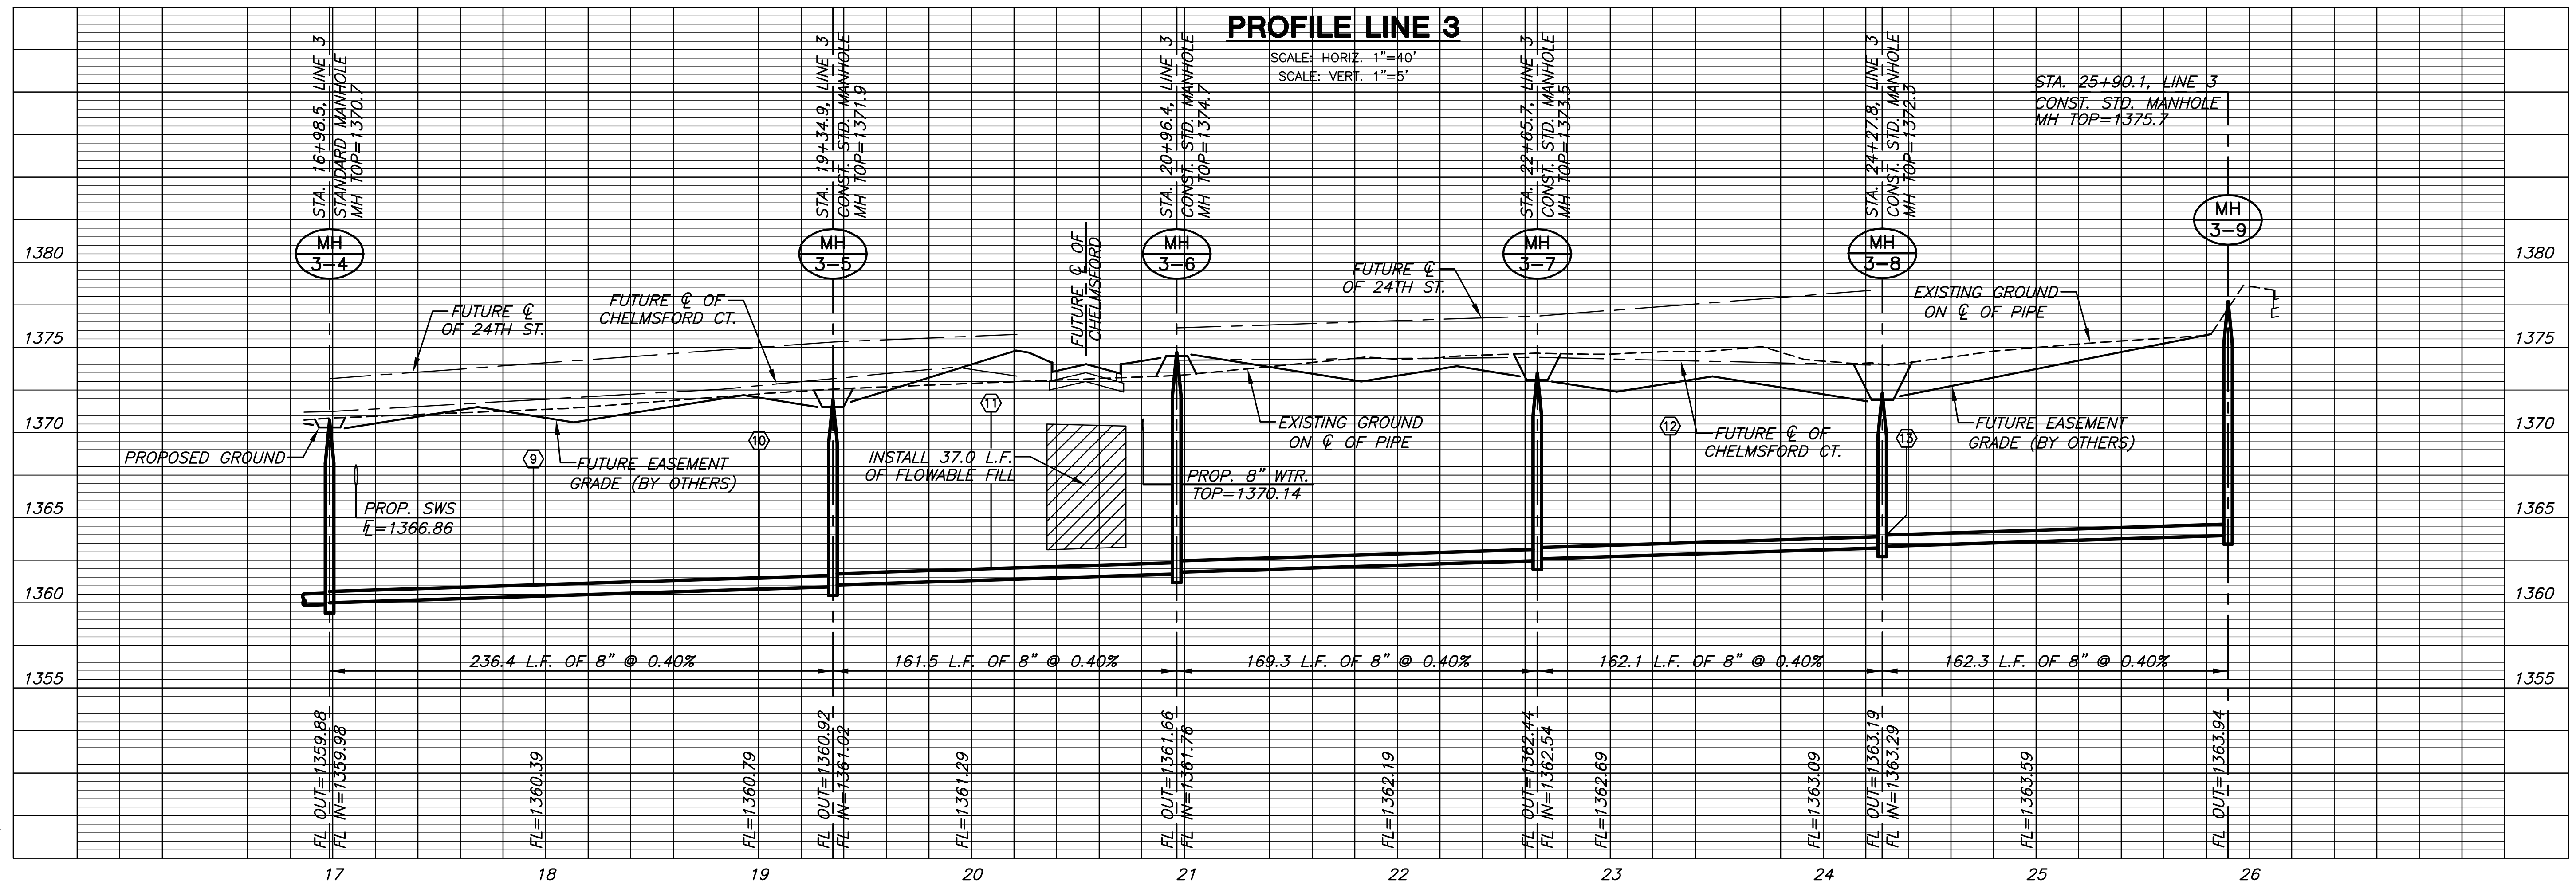 PROFILE LINE 3
SCALE: HORIZ. 1"=40'
SCALE: VERT. 1"=5'
STA. 16+98.5, LINE 3
STANDARD MANHOLE
MH TOP=1370.7
STA. 19+34.9, LINE 3
CONST. STD. MANHOLE
MH TOP=1371.9
STA. 20+96.4, LINE 3
CONST. STD. MANHOLE
MH TOP=1374.7
STA. 22+65.7, LINE 3
CONST. STD. MANHOLE
MH TOP=1373.5
STA. 24+27.8, LINE 3
CONST. STD. MANHOLE
MH TOP=1372.3
STA. 25+90.1, LINE 3
CONST. STD. MANHOLE
MH TOP=1375.7
MH
3-4
MH
3-5
MH
3-6
MH
3-7
MH
3-8
MH
3-9
1380
1380
1375
1375
1370
1370
1365
1365
1360
1360
1355
1355
FUTURE ℄
OF 24TH ST.
FUTURE ℄ OF
CHELMSFORD CT.
FUTURE ℄ OF
CHELMSFORD
FUTURE ℄
OF 24TH ST.
EXISTING GROUND
ON ℄ OF PIPE
PROPOSED GROUND
9
FUTURE EASEMENT
GRADE (BY OTHERS)
10
11
INSTALL 37.0 L.F.
OF FLOWABLE FILL
PROP. SWS
℄=1366.86
PROP. 8" WTR.
TOP=1370.14
EXISTING GROUND
ON ℄ OF PIPE
12
FUTURE ℄ OF
CHELMSFORD CT.
13
FUTURE EASEMENT
GRADE (BY OTHERS)
236.4 L.F. OF 8" @ 0.40%
161.5 L.F. OF 8" @ 0.40%
169.3 L.F. OF 8" @ 0.40%
162.1 L.F. OF 8" @ 0.40%
162.3 L.F. OF 8" @ 0.40%
FL OUT=1359.88
FL IN=1359.98
FL=1360.39
FL=1360.79
FL OUT=1360.92
FL IN=1361.02
FL=1361.29
FL OUT=1361.66
FL IN=1361.76
FL=1362.19
FL OUT=1362.44
FL IN=1362.54
FL=1362.69
FL=1363.09
FL OUT=1363.19
FL IN=1363.29
FL=1363.59
FL OUT=1363.94
17
18
19
20
21
22
23
24
25
26